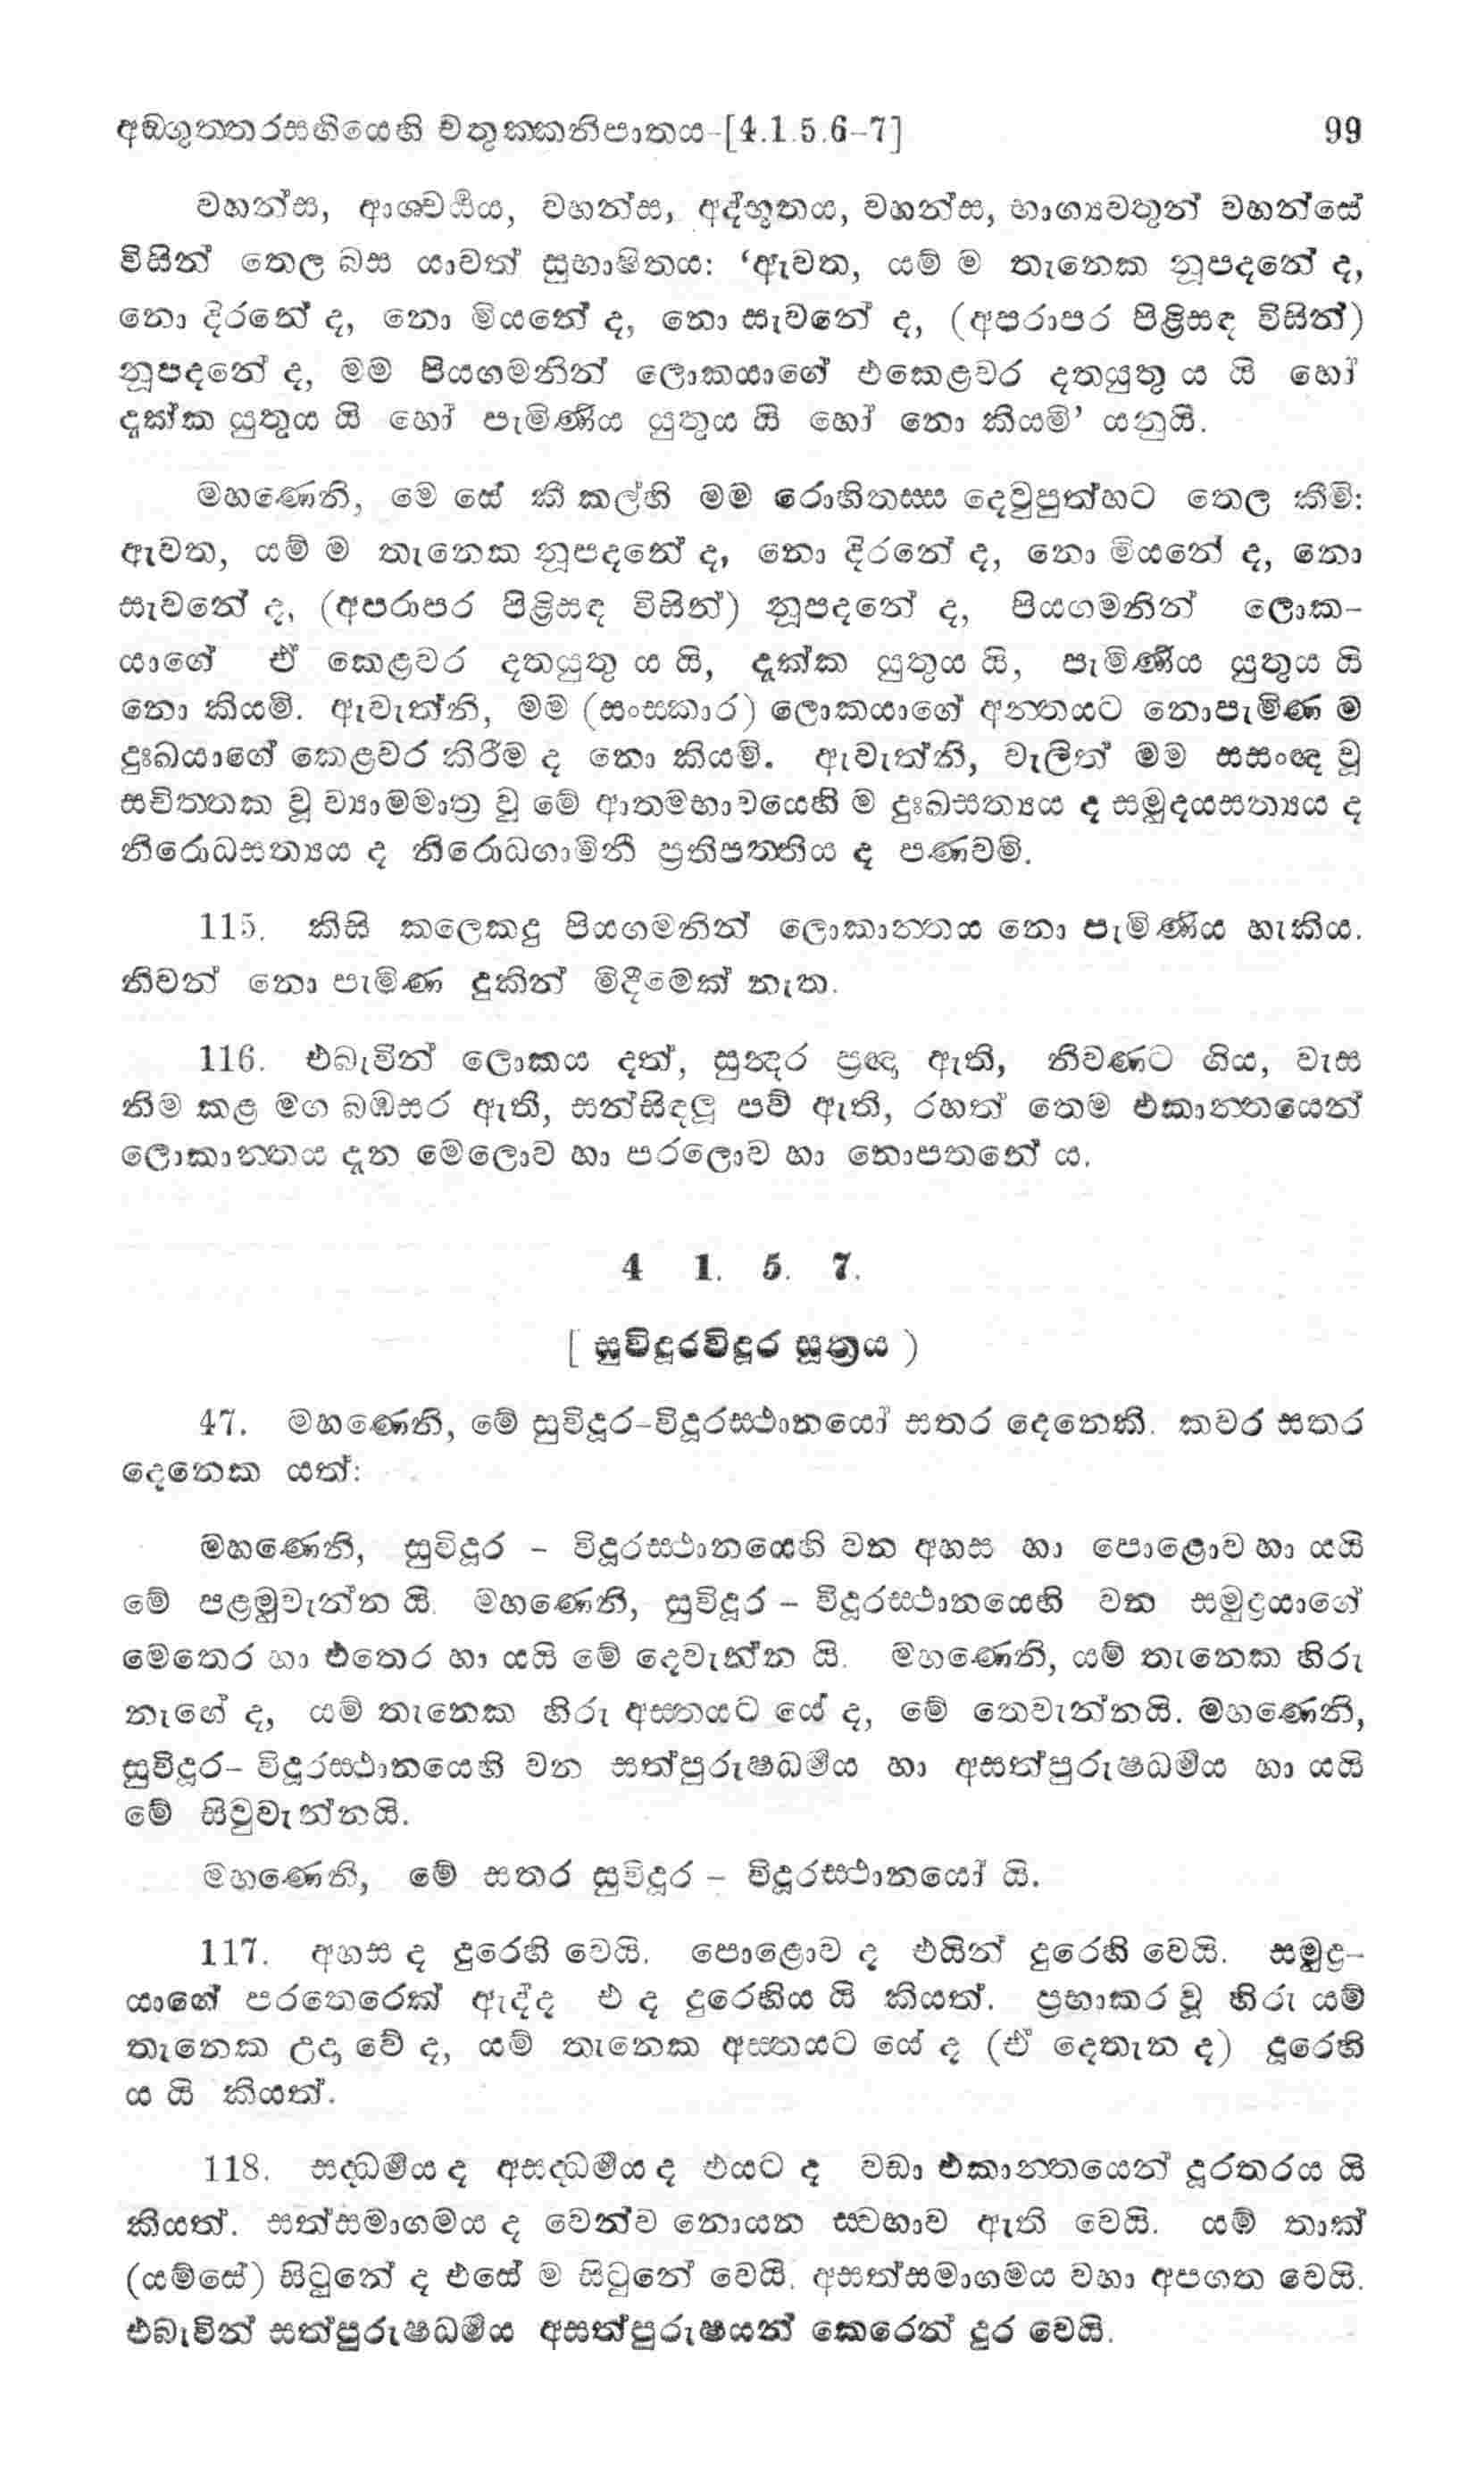 අඞගුත්තරසඟියෙහි චතුක්කනිපාතය-[4.1.5.6-7] 99
වහන්ස, ආශ්චර්‍ය්‍යය, වහන්ස, අද්භූතය, වහන්ස, භාග්‍යවතුන් වහන්සේ
විසින් තෙල බස යාවත් සුභාෂිතය: ‘ඇවත, යම් ම තැනෙක නූපදනේ ද,
නො දිරනේ ද, නො මියනේ ද, නො සැවනේ ද, (අපරාපර පිළිසඳ විසින්)
නූපදනේ ද, මම පියගමනින් ලොකයාගේ එකෙළවර දතයුතු ය යි හෝ
දැක්ක යුතුය යි හෝ පැමිණිය යුතුය යි හෝ නො කියමි’ යනුයි.
මහණෙනි, මෙ සේ කී කල්හි මම රොහිතස්ස දෙවුපුත්හට තෙල කීමි:
ඇවත, යම් ම තැනෙක නූපදනේ ද, නො දිරනේ ද, නො මියනේ ද, නො
සැවනේ ද, (අපරාපර පිළිසඳ විසින්) නූපදනේ ද, පියගමනින් ලොක-
යාගේ ඒ කෙළවර දතයුතු ය යි, දැක්ක යුතුය යි, පැමිණිය යුතුය යි
නො කියමි. ඇවැත්නි, මම (සංස්කාර) ලොකයාගේ අන්තයට නොපැමිණ ම
දුඃඛයාගේ කෙළවර කිරීම ද නො කියමි. ඇවැත්නි, වැලිත් මම සසංඥ වූ
සචිත්තක වූ ව්‍යාමමාත්‍ර වූ මේ ආත්මභාවයෙහි ම දුඃඛසත්‍යය ද සමුදයසත්‍යය ද
නිරොධසත්‍යය ද නිරොධගාමිනී ප්‍රතිපත්තිය ද පණවමි.
115. කිසි කලෙකදු පියගමනින් ලොකාන්තය නො පැමිණිය හැකිය.
නිවන් නො පැමිණ දුකින් මිදීමෙක් නැත.
116. එබැවින් ලොකය දත්, සුන්‍දර ප්‍රඥා ඇති, නිවණට ගිය, වැස
නිම කළ මග බඹසර ඇති, සන්සිඳලූ පව් ඇති, රහත් තෙම එකාන්තයෙන්
ලොකාන්තය දැන මෙලොව හා පරලොව හා නොපතනේ ය.
4 1. 5. 7.
[ සුවිදූරවිදූර සූත්‍රය )
47. මහණෙනි, මේ සුවිදූර-විදූරස්ථානයෝ සතර දෙනෙකි. කවර සතර
දෙනෙක යත්:
මහණෙනි, සුවිදූර - විදූරස්ථානයෙහි වන අහස හා පොළොව හා යයි
මේ පළමුවැන්න යි. මහණෙනි, සුවිදූර - විදූරස්ථානයෙහි වන සමුද්‍රයාගේ
මෙතෙර හා එතෙර හා යයි මේ දෙවැන්න යි. මහණෙනි, යම් තැනෙක හිරු
නැගේ ද, යම් තැනෙක හිරු අස්තයට යේ ද, මේ තෙවැන්නයි. මහණෙනි,
සුවිදූර- විදූරස්ථානයෙහි වන සත්පුරුෂධර්‍මය හා අසත්පුරුෂධර්‍මය හා යයි
මේ සිවුවැන්නයි.
මහණෙනි, මේ සතර සුවිදූර - විදූරස්ථානයෝ යි.
117. අහස ද දුරෙහි වෙයි. පොළොව ද එයින් දුරෙහි වෙයි. සමුද්‍ර-
යාගේ පරතෙරෙක් ඇද්ද එ ද දුරෙහිය යි කියත්. ප්‍රභාකර වූ හිරු යම්
තැනෙක උදා වේ ද, යම් තැනෙක අස්තයට යේ ද (ඒ දෙතැන ද) දූරෙහි
ය යි කියත්.
118. සද්ධර්‍මය ද අසද්ධර්‍මය ද එයට ද වඩා එකාන්තයෙන් දූරතරය යි
කියත්. සත්සමාගමය ද වෙන්ව නොයන ස්වභාව ඇති වෙයි. යම් තාක්
(යම්සේ) සිටුනේ ද එසේ ම සිටුනේ වෙයි. අසත්සමාගමය වහා අපගත වෙයි.
එබැවින් සත්පුරුෂධර්‍මය අසත්පුරුෂයන් කෙරෙන් දුර වෙයි.